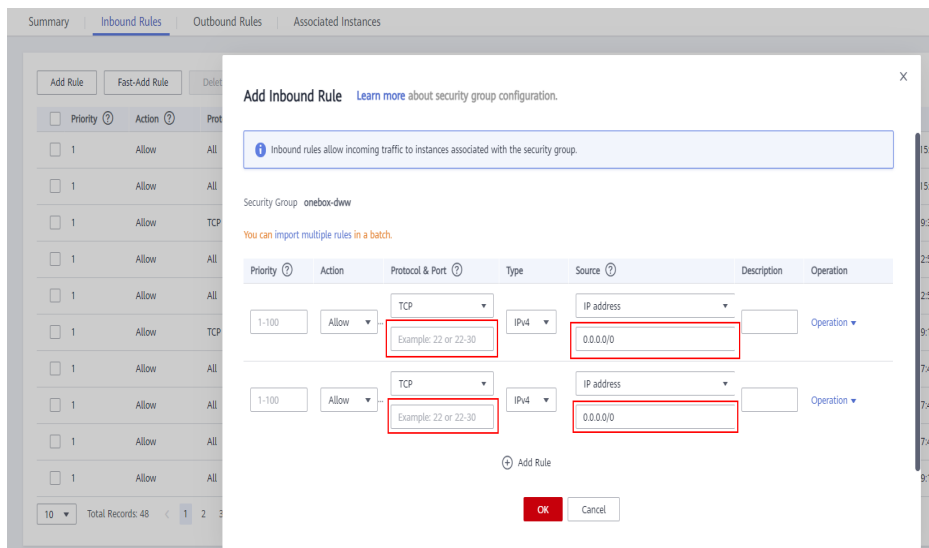 Summary Inbound Rules Outbound Rules Associated Instances
Add Rule Fast-Add Rule Delet
Priority ? Action ? Prot
1 Allow All
1 Allow All
1 Allow TCP
1 Allow All
1 Allow All
1 Allow TCP
1 Allow All
1 Allow All
1 Allow All
1 Allow All
10 Total Records: 48 < 1 2 3
X
Add Inbound Rule Learn more about security group configuration.
i Inbound rules allow incoming traffic to instances associated with the security group.
Security Group onebox-dww
You can import multiple rules in a batch.
Priority ? Action Protocol & Port ? Type Source ? Description Operation
TCP IP address
1-100 Allow ... IPv4 Operation
Example: 22 or 22-30 0.0.0.0/0
TCP IP address
1-100 Allow ... IPv4 Operation
Example: 22 or 22-30 0.0.0.0/0
+ Add Rule
OK Cancel